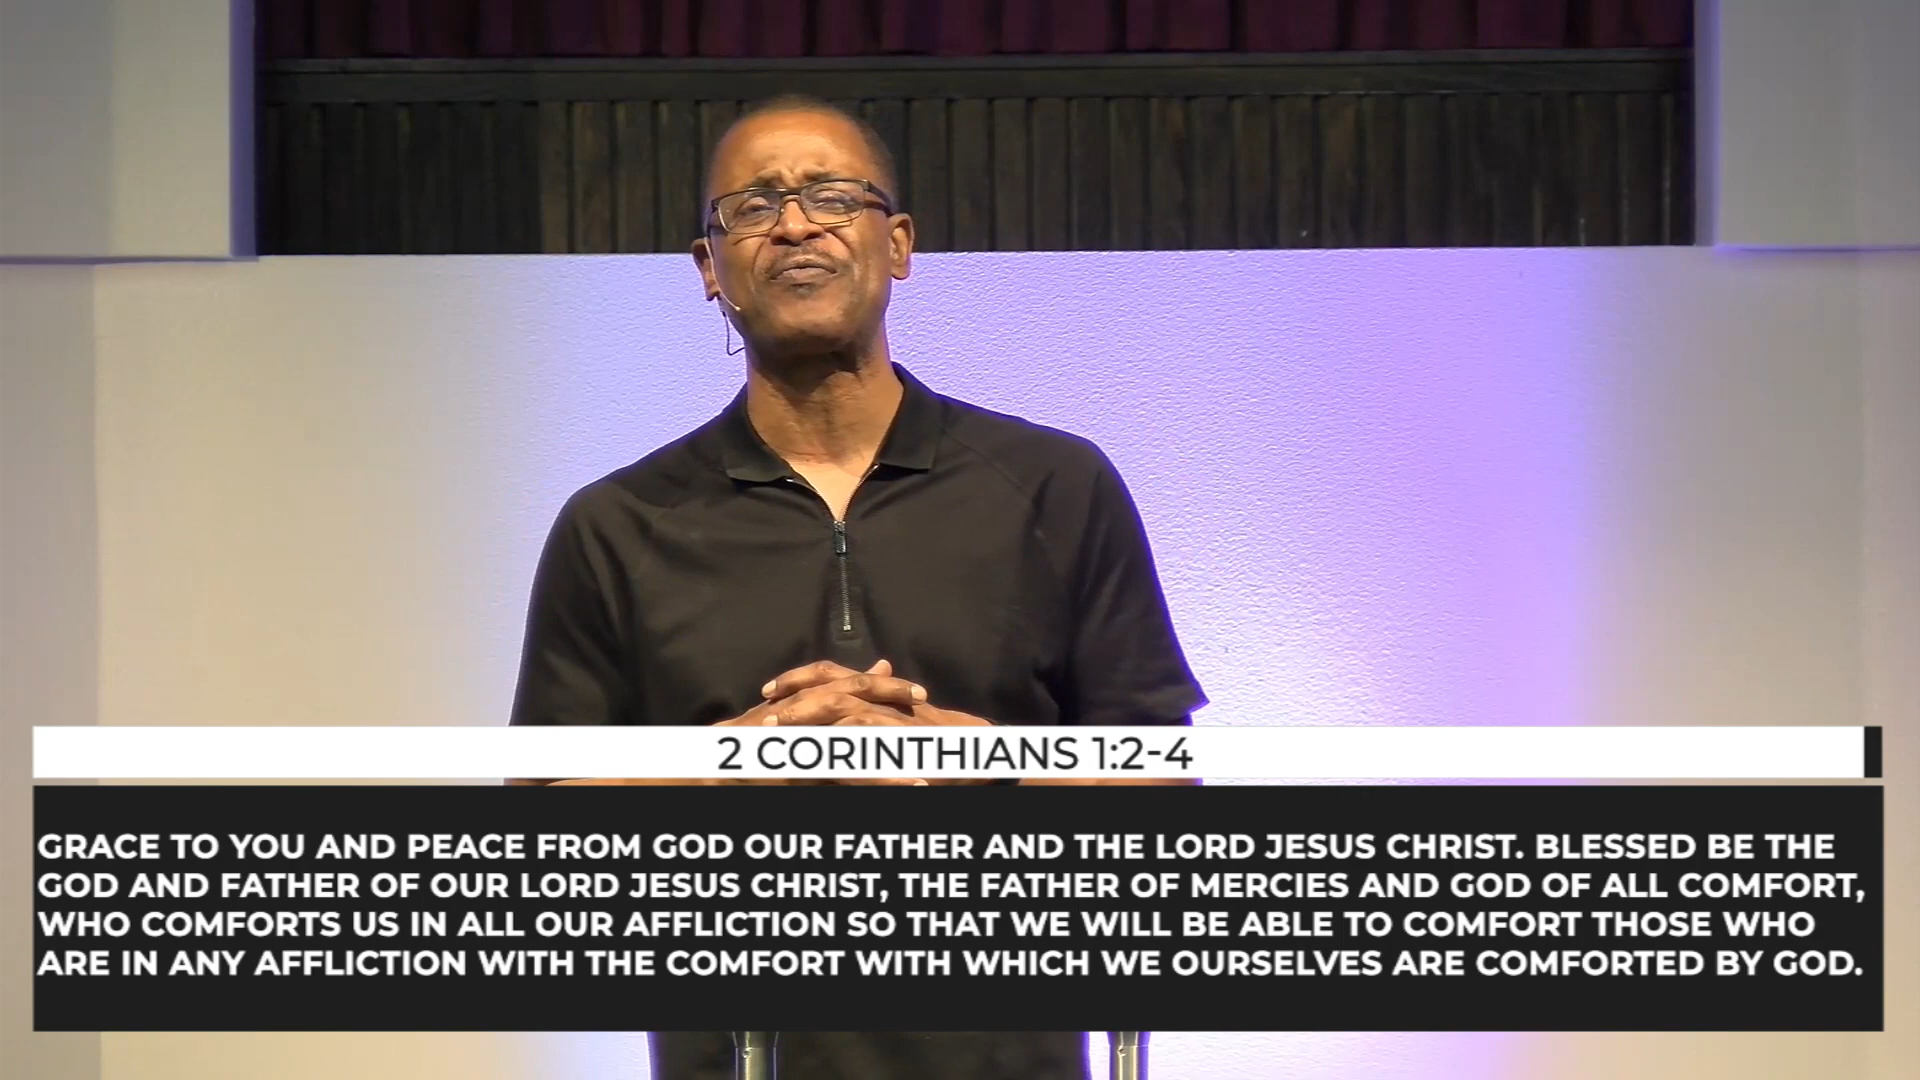 2 CORINTHIANS 1:2-4
GRACE TO YOU AND PEACE FROM GOD OUR FATHER AND THE LORD JESUS CHRIST. BLESSED BE THE
GOD AND FATHER OF OUR LORD JESUS CHRIST, THE FATHER OF MERCIES AND GOD OF ALL COMFORT,
WHO COMFORTS US IN ALL OUR AFFLICTION SO THAT WE WILL BE ABLE TO COMFORT THOSE WHO
ARE IN ANY AFFLICTION WITH THE COMFORT WITH WHICH WE OURSELVES ARE COMFORTED BY GOD.